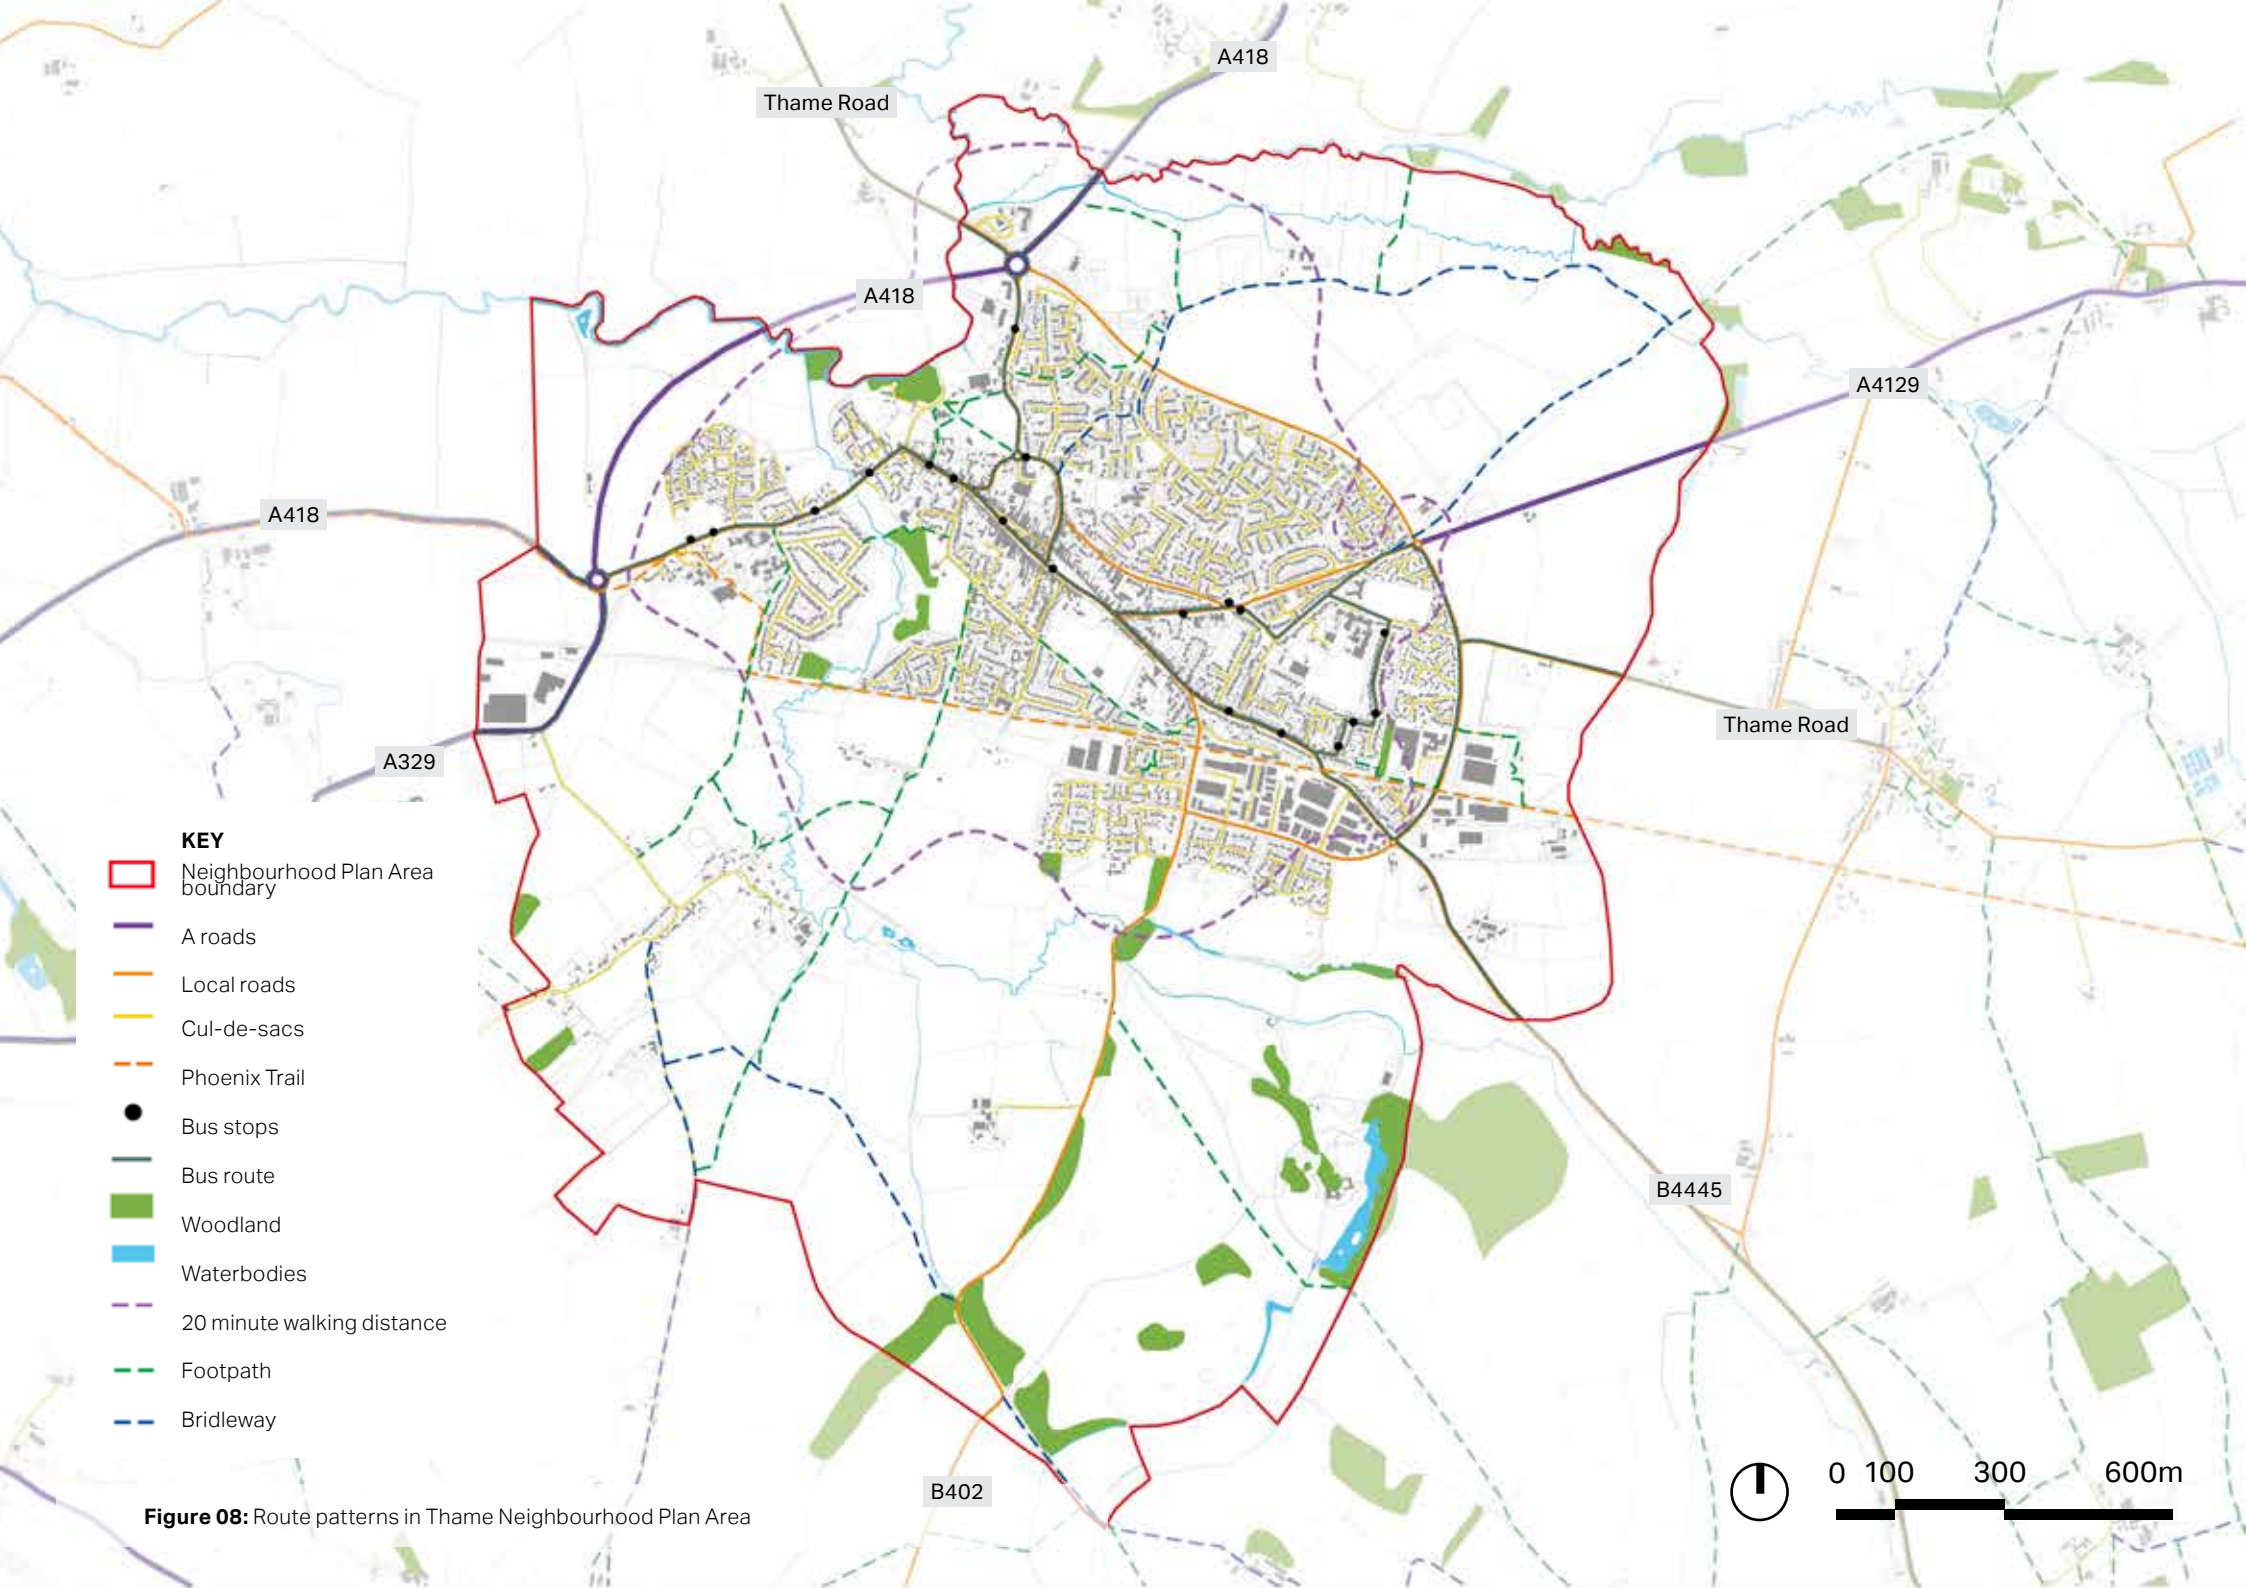 A418
Thame Road
A418
A4129
A418
Thame Road
A329
KEY
Neighbourhood Plan Area
boundary
A roads
Local roads
Cul-de-sacs
Phoenix Trail
Bus stops
Bus route
Woodland
Waterbodies
20 minute walking distance
Footpath
Bridleway
B4445
B402
0 100 300 600m
Figure 08: Route patterns in Thame Neighbourhood Plan Area